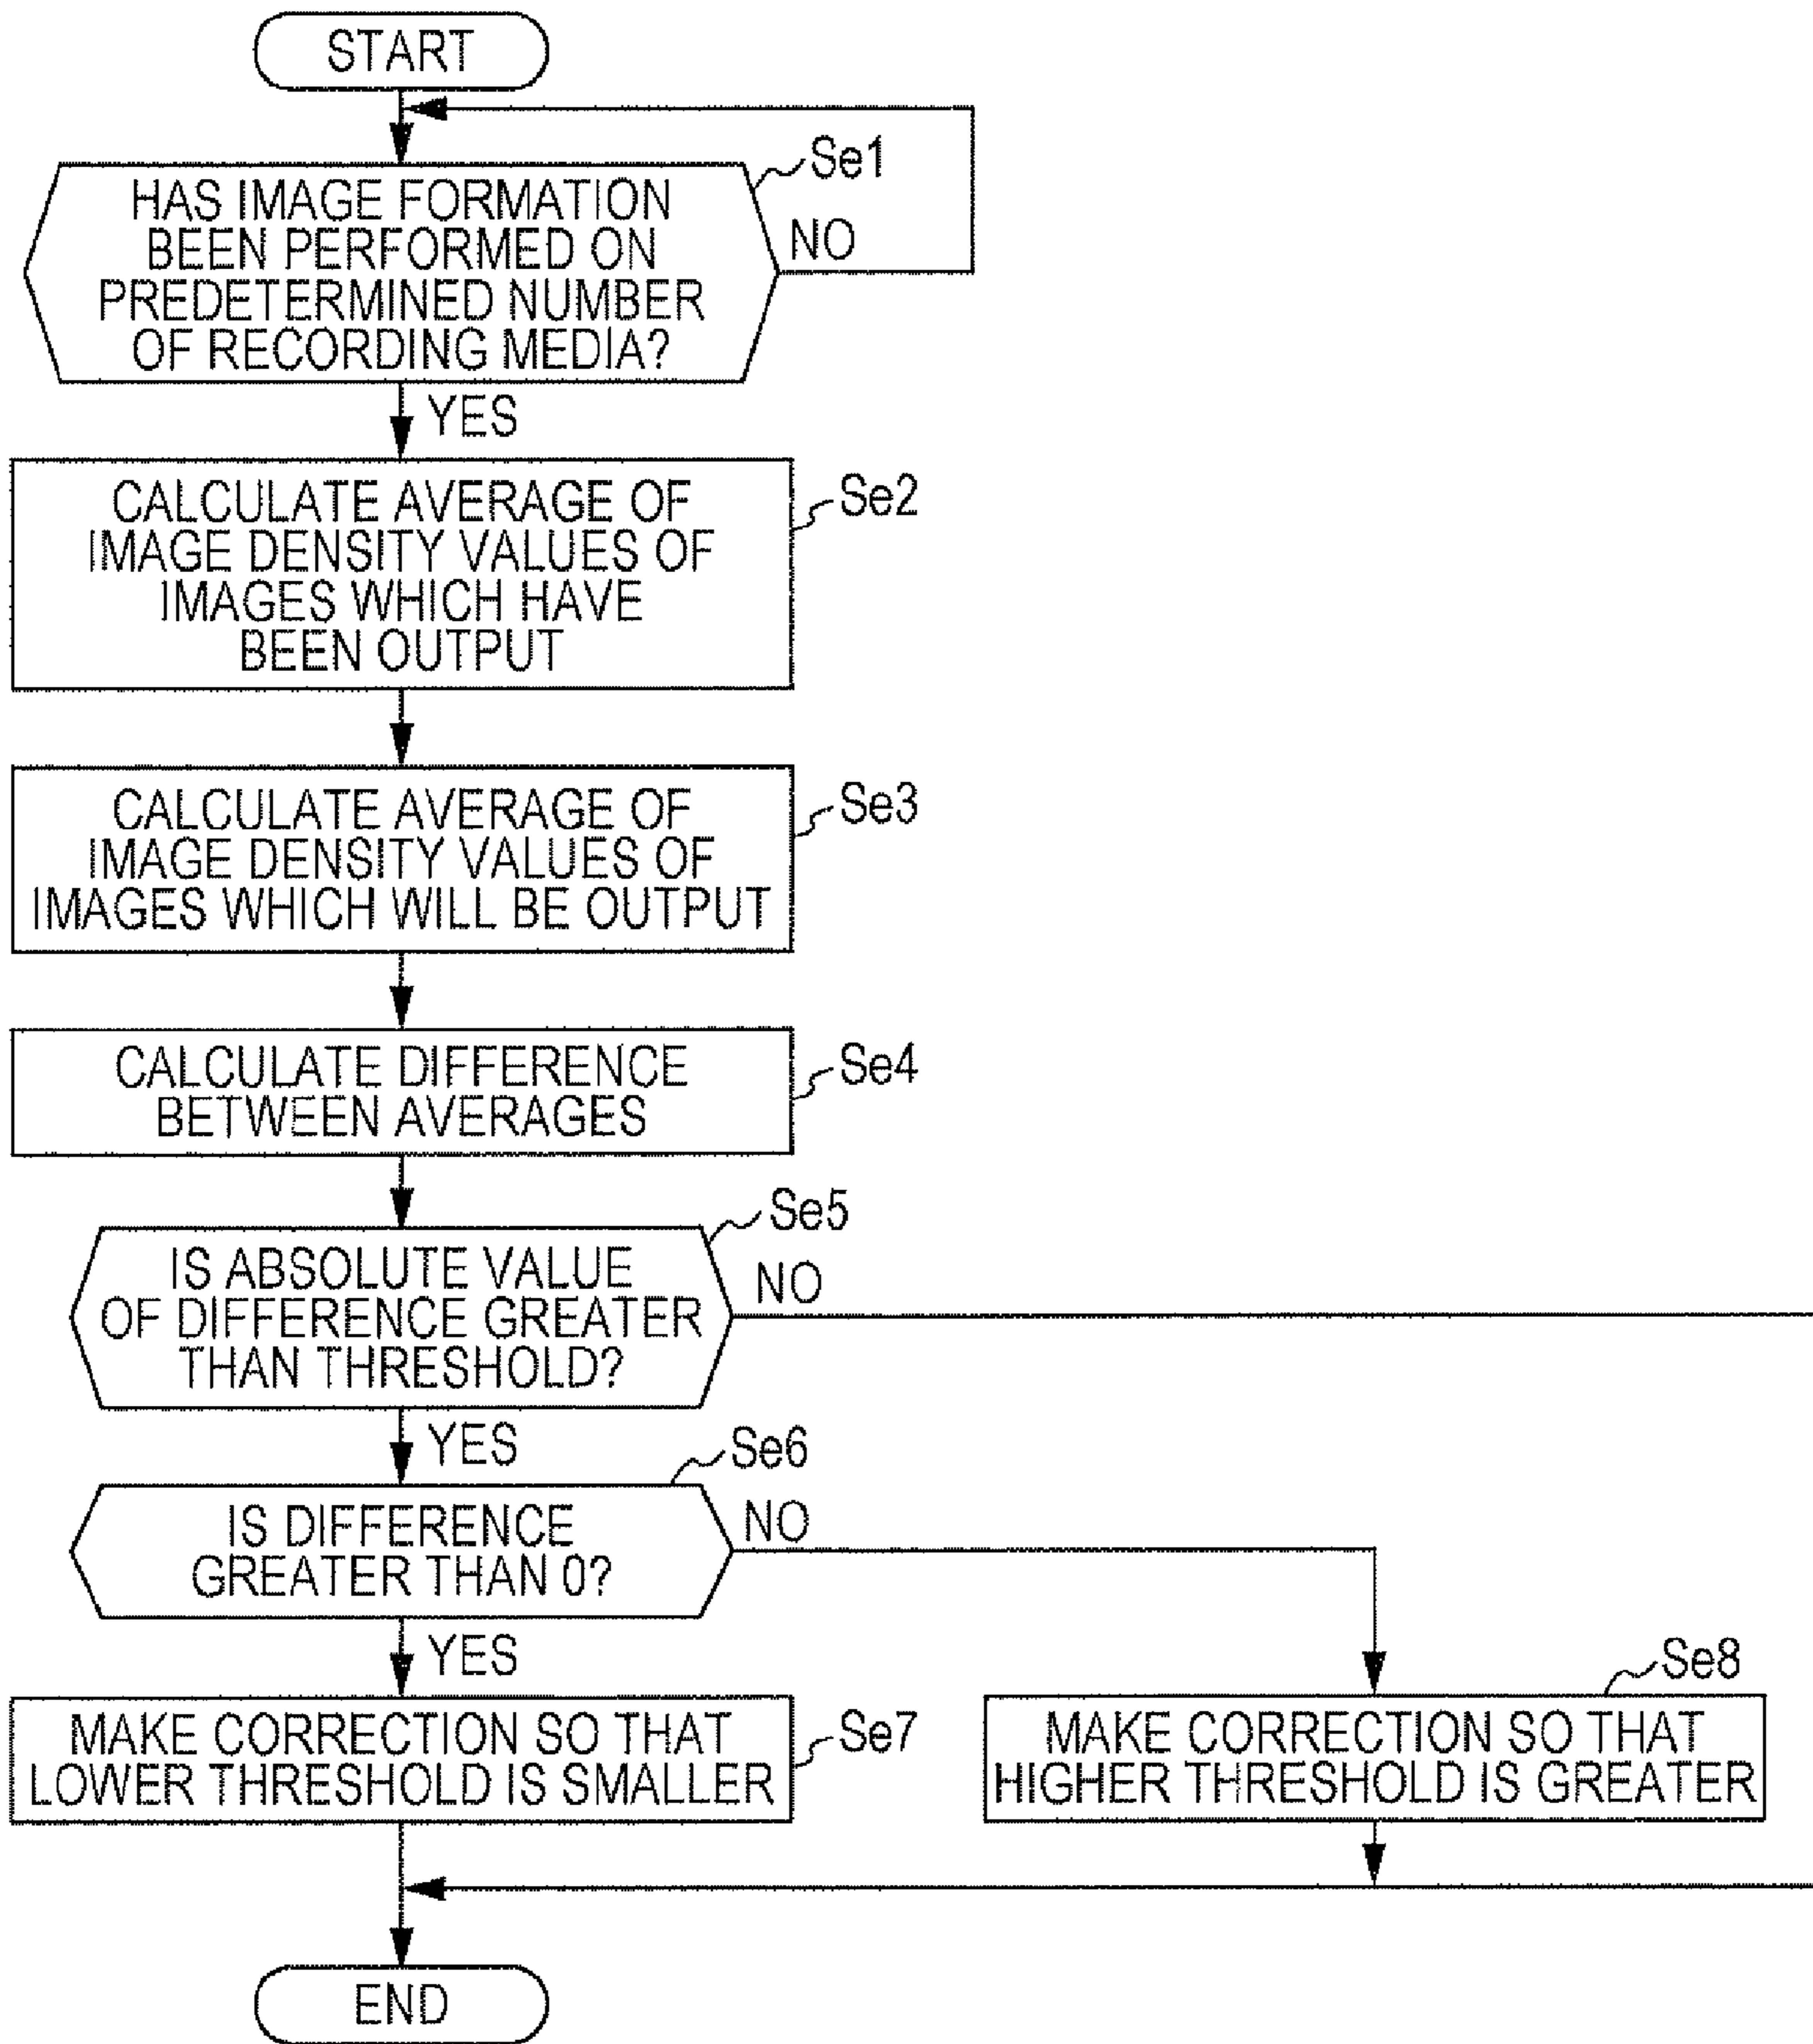 START
Se1
HAS IMAGE FORMATION
BEEN PERFORMED ON
PREDETERMINED NUMBER
OF RECORDING MEDIA?
NO
YES
Se2
CALCULATE AVERAGE OF
IMAGE DENSITY VALUES OF
IMAGES WHICH HAVE
BEEN OUTPUT
Se3
CALCULATE AVERAGE OF
IMAGE DENSITY VALUES OF
IMAGES WHICH WILL BE OUTPUT
Se4
CALCULATE DIFFERENCE
BETWEEN AVERAGES
Se5
IS ABSOLUTE VALUE
OF DIFFERENCE GREATER
THAN THRESHOLD?
NO
YES
Se6
IS DIFFERENCE
GREATER THAN 0?
NO
YES
Se7
MAKE CORRECTION SO THAT
LOWER THRESHOLD IS SMALLER
Se8
MAKE CORRECTION SO THAT
HIGHER THRESHOLD IS GREATER
END